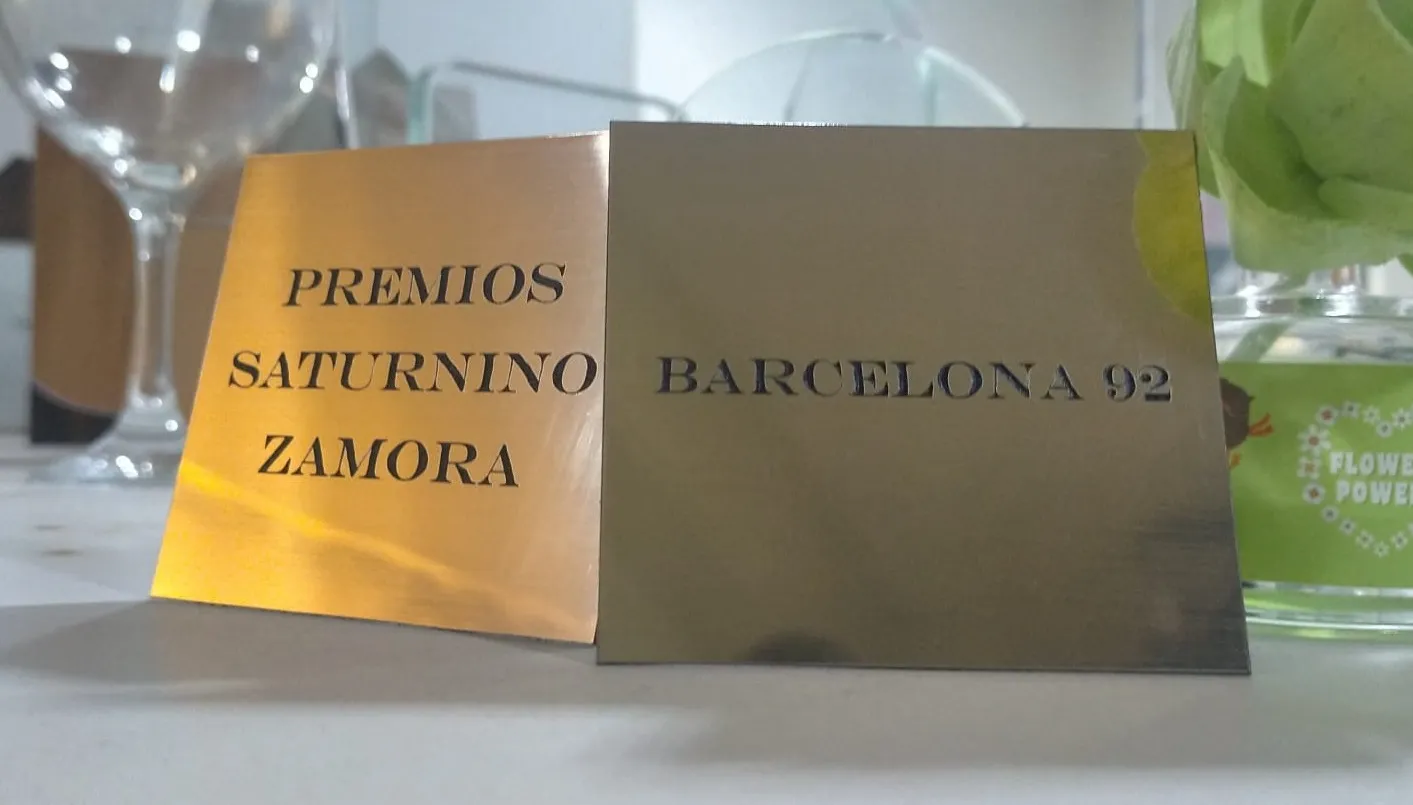 PREMIOS
SATURNINO
ZAMORA
BARCELONA 92
FLOWER
POWER